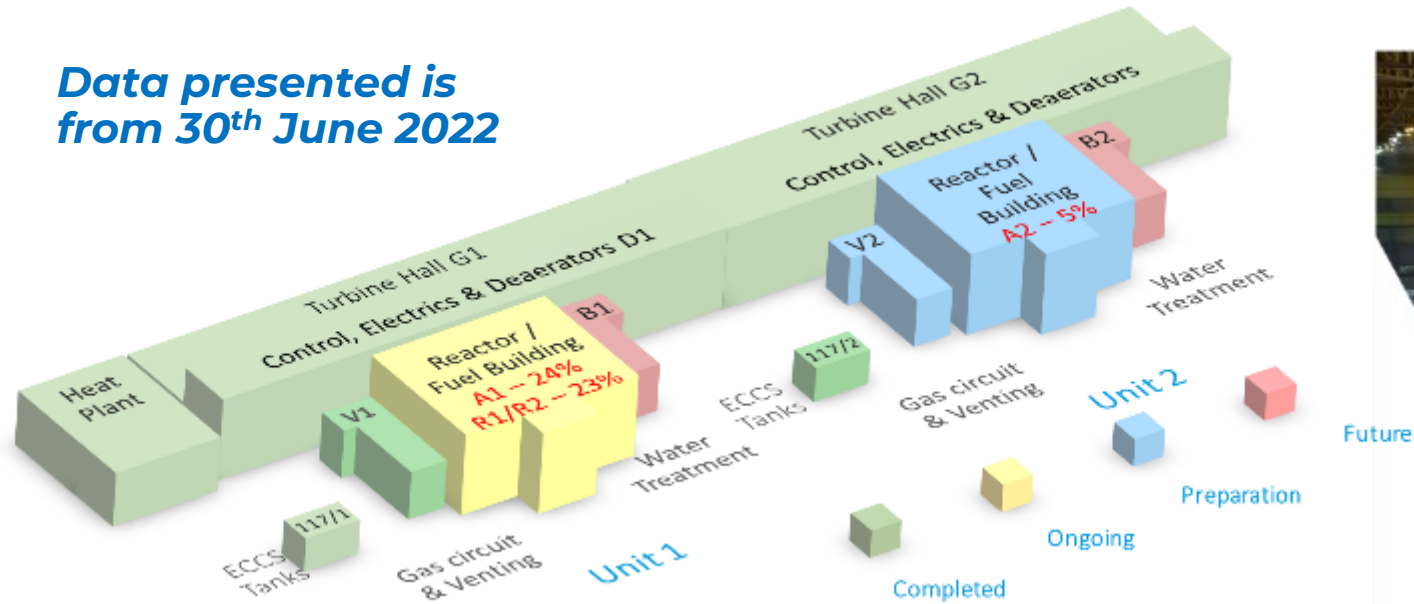 Data presented is
from 30th June 2022
Turbine Hall G2
Control, Electrics & Deaerators
B2
Reactor /
Fuel
Building
A2 – 5%
V2
Water
Treatment
Turbine Hall G1
Control, Electrics & Deaerators D1
B1
Reactor /
Fuel Building
A1 – 24%
R1/R2 – 23%
Heat
Plant
V1
117/2
ECCS
Tanks
Gas circuit
& Venting
Unit 2
Water
Treatment
117/1
ECCS
Tanks
Gas circuit
& Venting
Unit 1
Future
Preparation
Ongoing
Completed